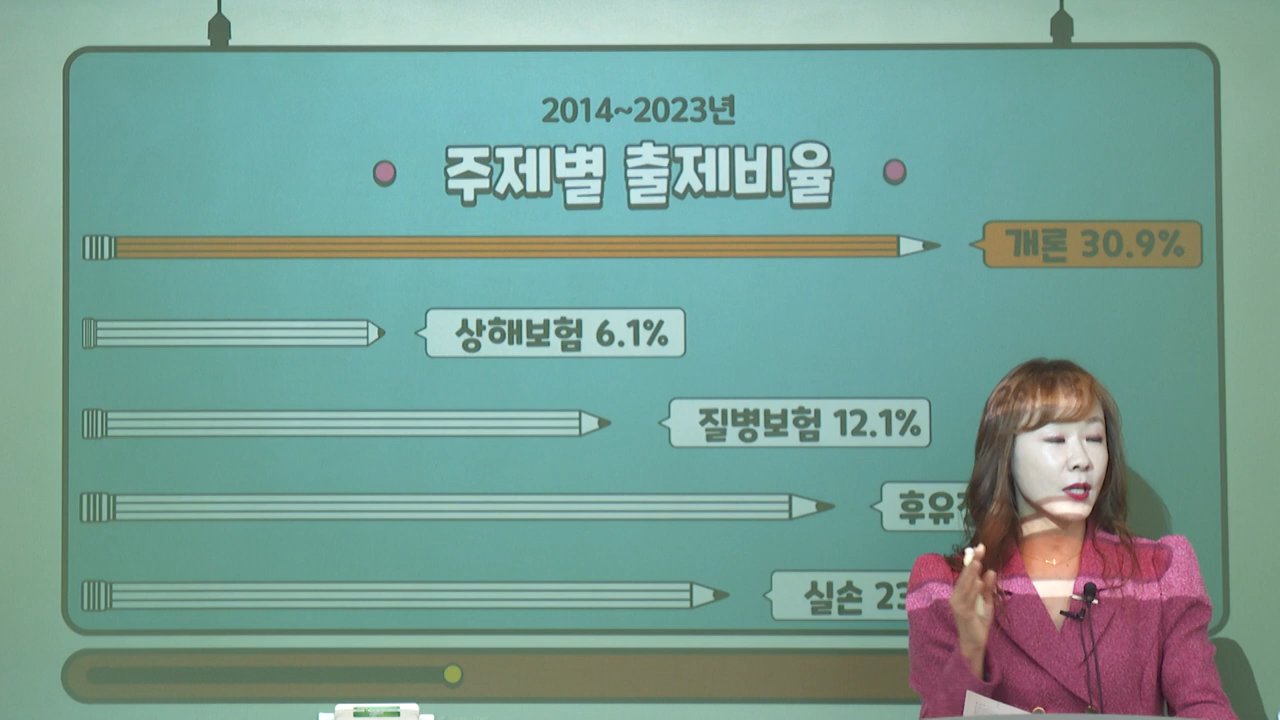 2014~2023년
주제별 출제비율
개론 30.9%
상해보험 6.1%
질병보험 12.1%
후유
실손 23